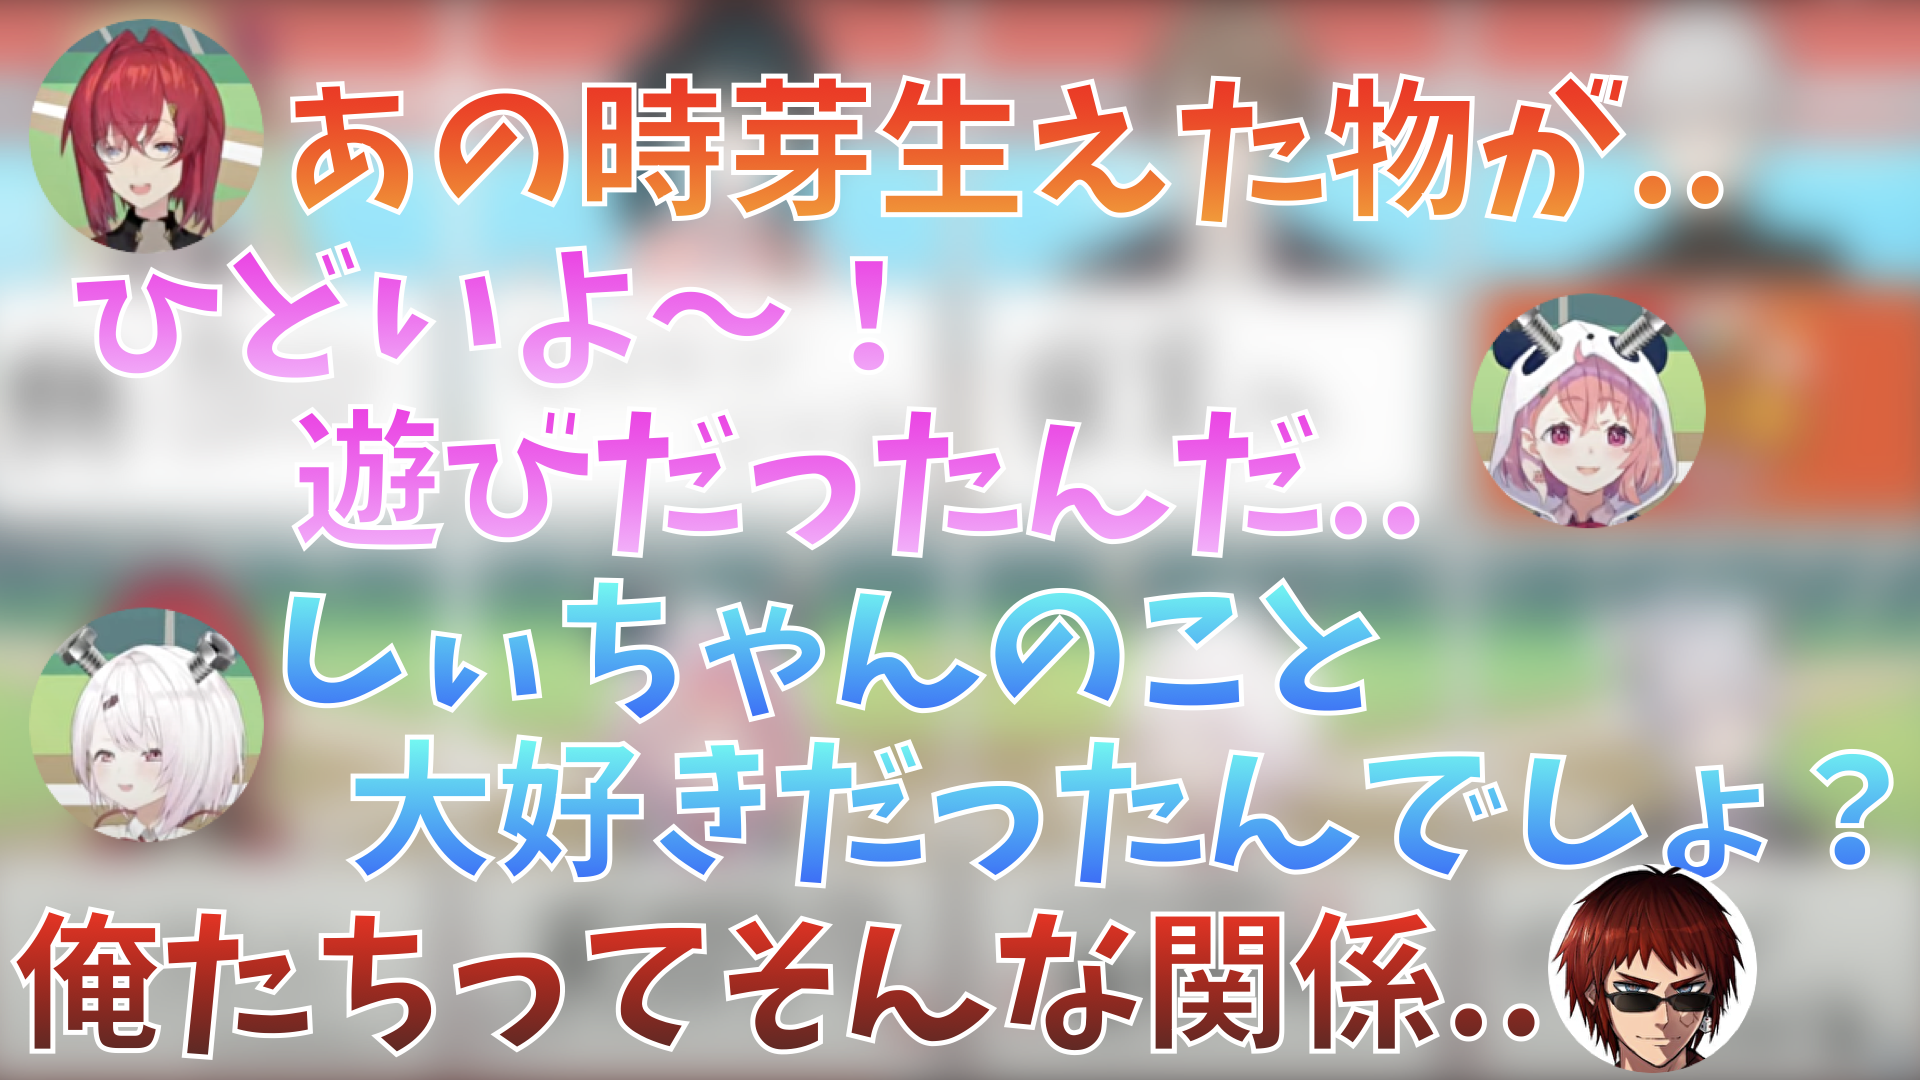 あの時芽生えた物が..
ひどぃよ～！
遊びだったんだ..
しぃちゃんのこと
大好きだったんでしょ？
俺たちってそんな関係..